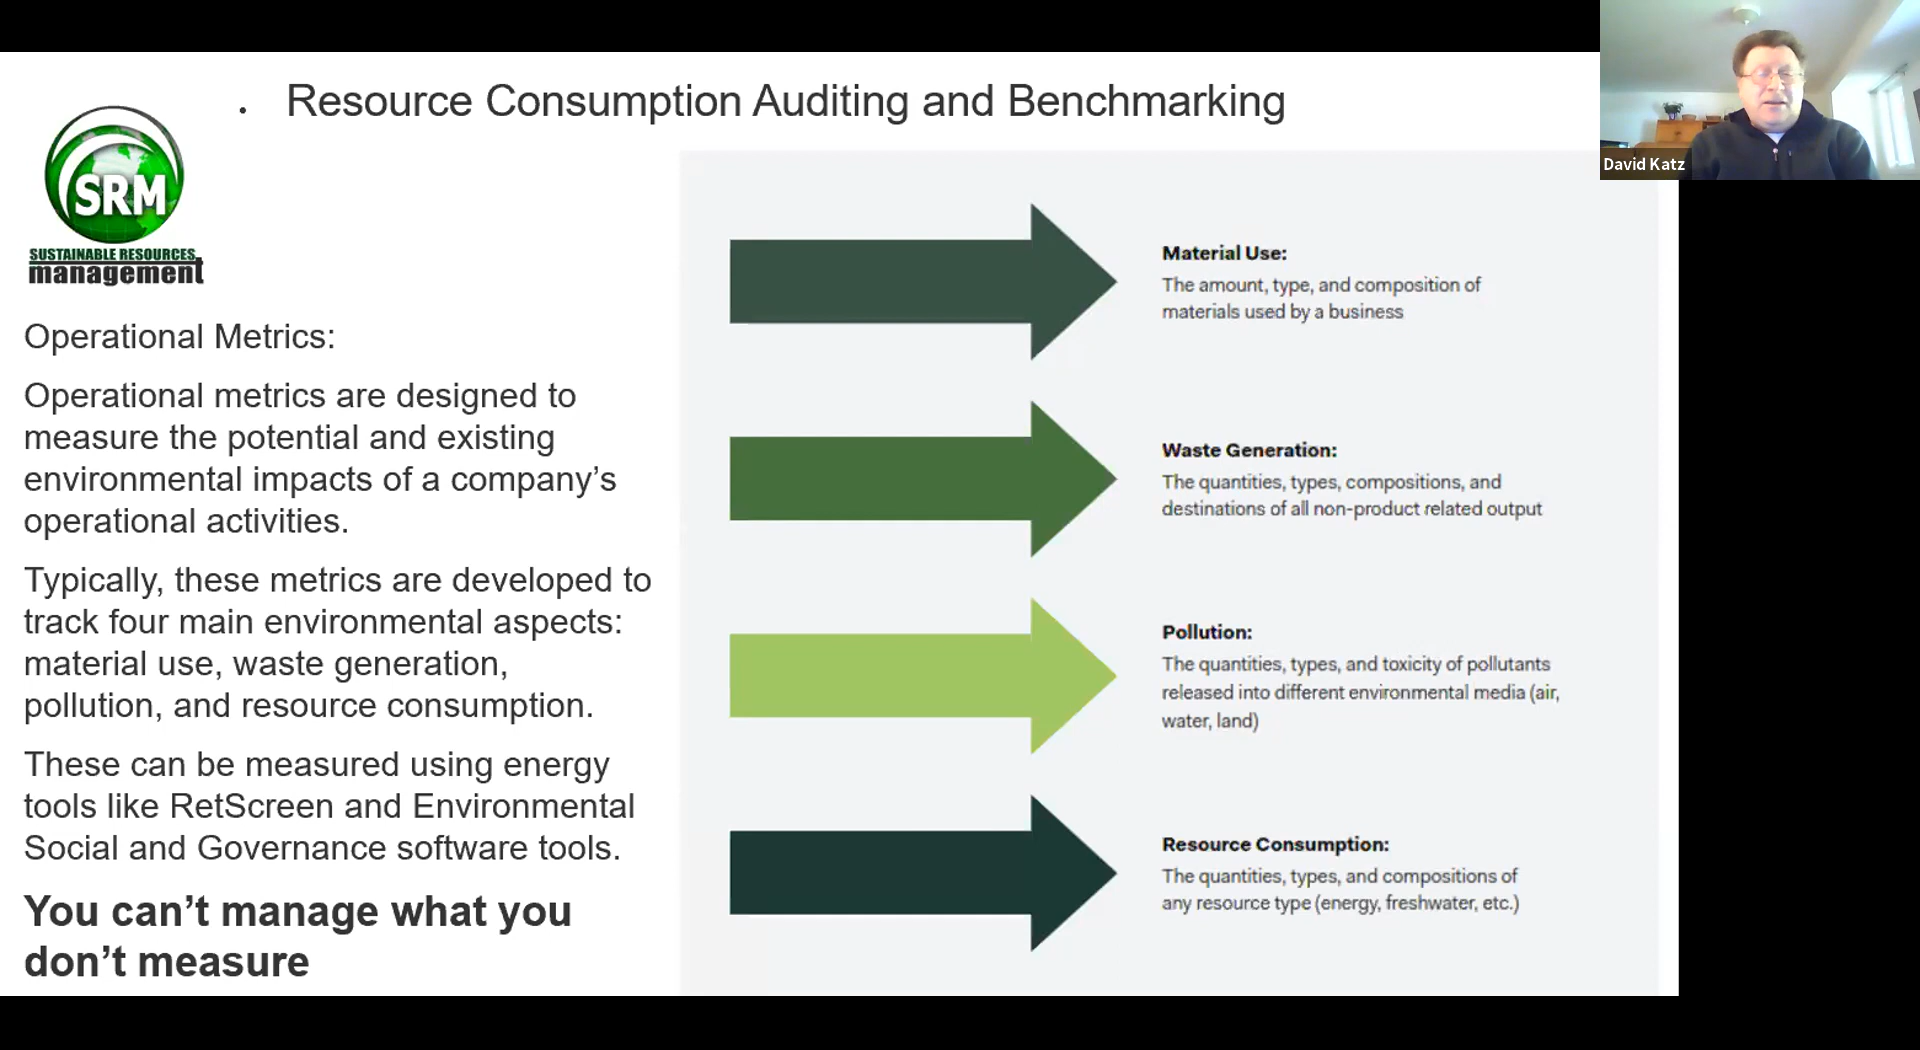 • Resource Consumption Auditing and Benchmarking
David Katz
SRM
SUSTAINABLE RESOURCES
management
Operational Metrics:
Operational metrics are designed to
measure the potential and existing
environmental impacts of a company’s
operational activities.
Typically, these metrics are developed to
track four main environmental aspects:
material use, waste generation,
pollution, and resource consumption.
These can be measured using energy
tools like RetScreen and Environmental
Social and Governance software tools.
You can’t manage what you
don’t measure
Material Use:
The amount, type, and composition of
materials used by a business
Waste Generation:
The quantities, types, compositions, and
destinations of all non-product related output
Pollution:
The quantities, types, and toxicity of pollutants
released into different environmental media (air,
water, land)
Resource Consumption:
The quantities, types, and compositions of
any resource type (energy, freshwater, etc.)